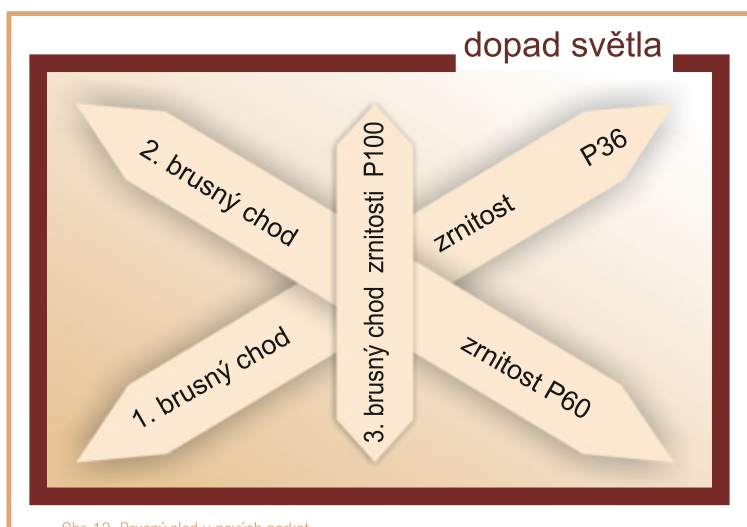 dopad světla
2. brusný chod
zrnitost P60
3. brusný chod zrnitosti P100
1. brusný chod
zrnitost P36